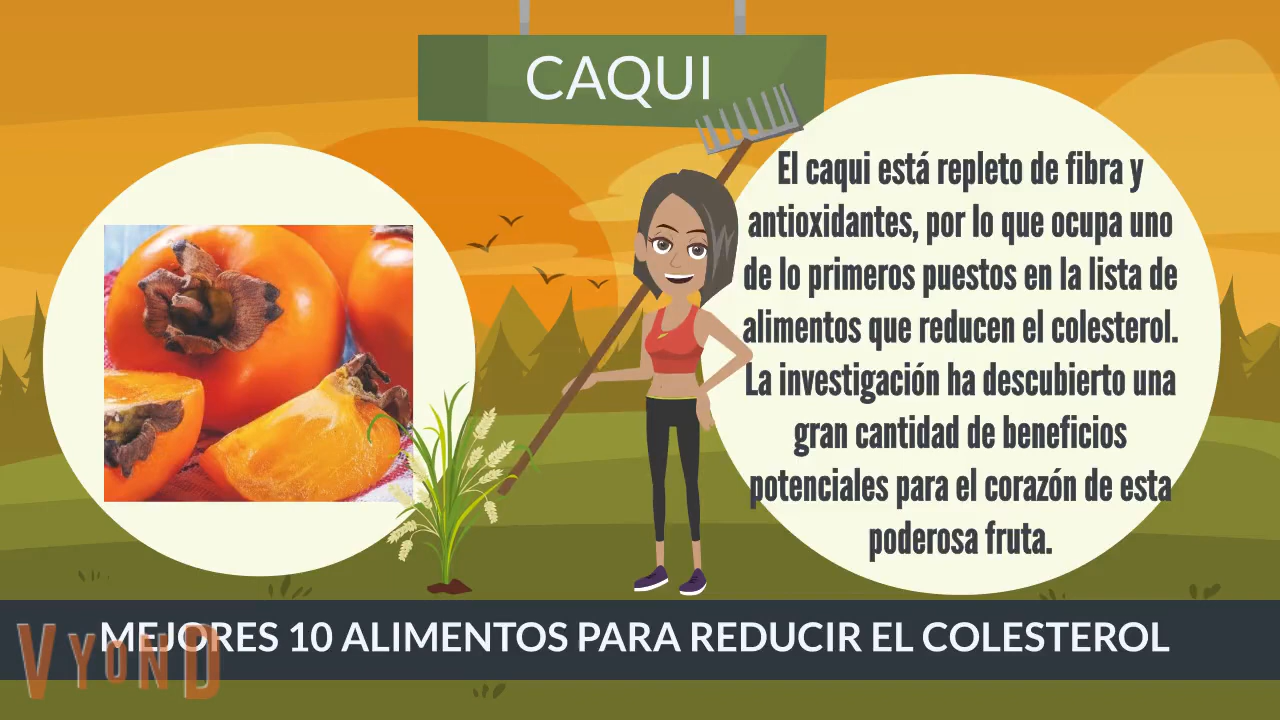 CAQUI
El caqui está repleto de fibra y
antioxidantes, por lo que ocupa uno
de lo primeros puestos en la lista de
alimentos que reducen el colesterol.
La investigación ha descubierto una
gran cantidad de beneficios
potenciales para el corazón de esta
poderosa fruta.
MEJORES 10 ALIMENTOS PARA REDUCIR EL COLESTEROL
VYOND